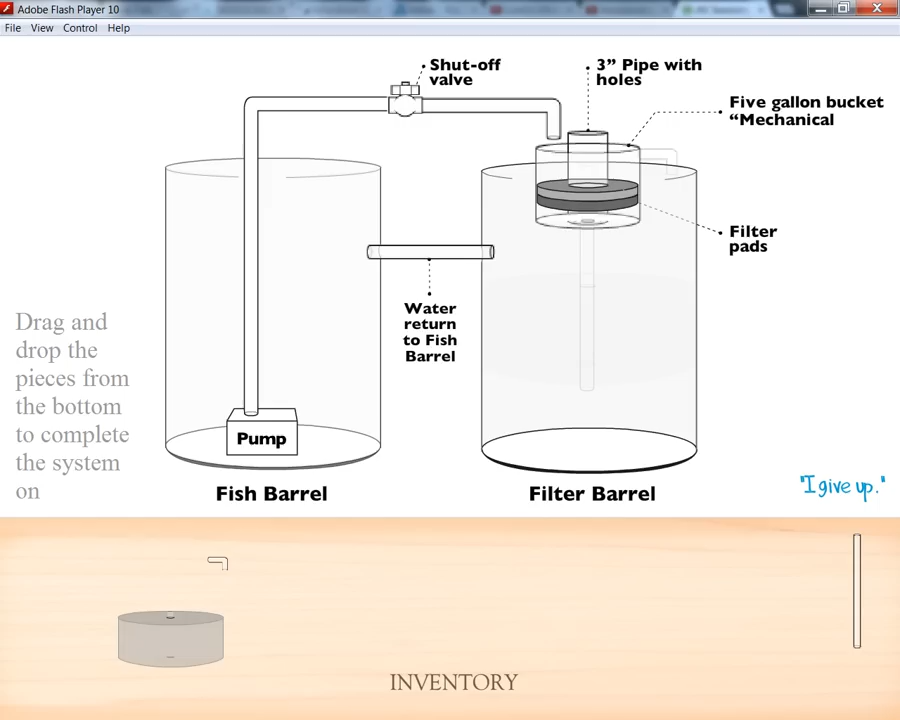 Adobe Flash Player 10
File View Control Help
Shut-off
valve
3” Pipe with
holes
Five gallon bucket
“Mechanical
Filter
pads
Water
return
to Fish
Barrel
Drag and
drop the
pieces from
the bottom
to complete
the system
on
Pump
Fish Barrel
Filter Barrel
"I give up."
INVENTORY